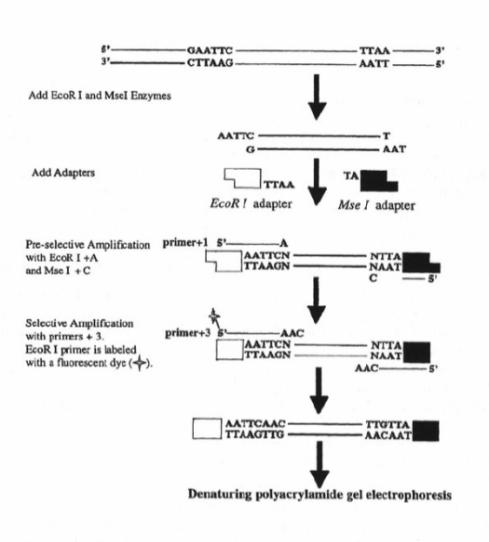 5' GAATTC TTAA 3'
3' CTTAAG AATT 5'
Add EcoR I and MseI Enzymes
AATTC T
G AAT
Add Adapters
TTAA TA
EcoR I adapter Mse I adapter
Pre-selective Amplification
with EcoR I +A
and Mse I + C
primer+1 5' A
AATTCN NTTA
TTAAGN NAAT
C 5'
Selective Amplification
with primers + 3.
EcoR I primer is labeled
with a fluorescent dye ( ).
primer+3 5' AAC
AATTCN NTTA
TTAAGN NAAT
AAC 5'
AATTCAAC TTGTTA
TTAAGTTG AACAAT
Denaturing polyacrylamide gel electrophoresis